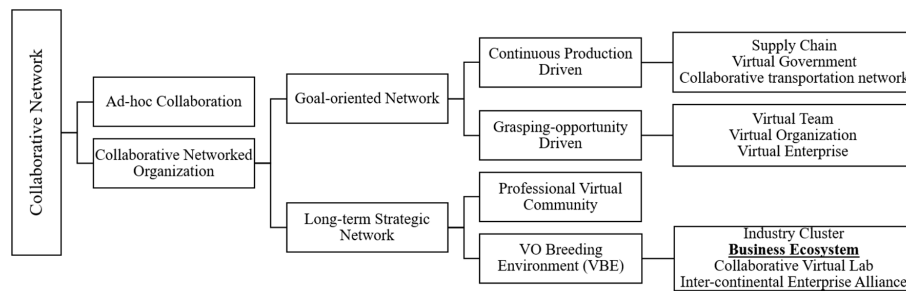 Collaborative Network
Ad-hoc Collaboration
Collaborative Networked
Organization
Goal-oriented Network
Long-term Strategic
Network
Continuous Production
Driven
Grasping-opportunity
Driven
Professional Virtual
Community
VO Breeding
Environment (VBE)
Supply Chain
Virtual Government
Collaborative transportation network
Virtual Team
Virtual Organization
Virtual Enterprise
Industry Cluster
Business Ecosystem
Collaborative Virtual Lab
Inter-continental Enterprise Alliance